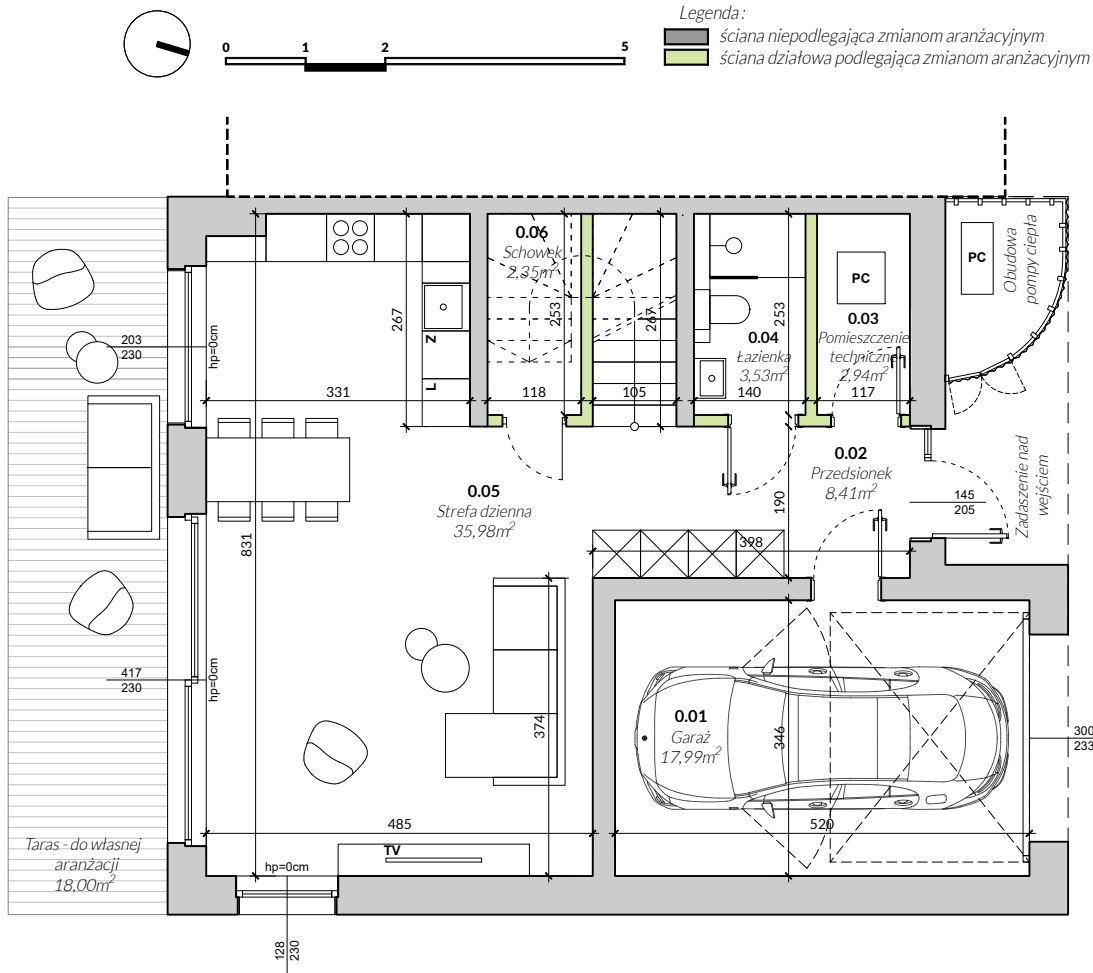 Legenda :
ściana niepodlegająca zmianom aranżacyjnym
ściana działowa podlegająca zmianom aranżacyjnym
0 1 2 5
0.06
Schowek
2,35m²
253
267
0.04
Łazienka
3,53m²
253
PC
0.03
Pomieszczenie
techniczne
2,94m²
PC
Obudowa
pompy ciepła
203
230
hp=0cm
267
Z
L
331
118
105
140
117
0.05
Strefa dzienna
35,98m²
0.02
Przedsionek
8,41m²
190
145
205
Zadaszenie nad
wejściem
398
831
417
230
hp=0cm
374
0.01
Garaż
17,99m²
346
300
233
485
520
TV
hp=0cm
Taras - do własnej
aranżacji
18,00m²
128
230